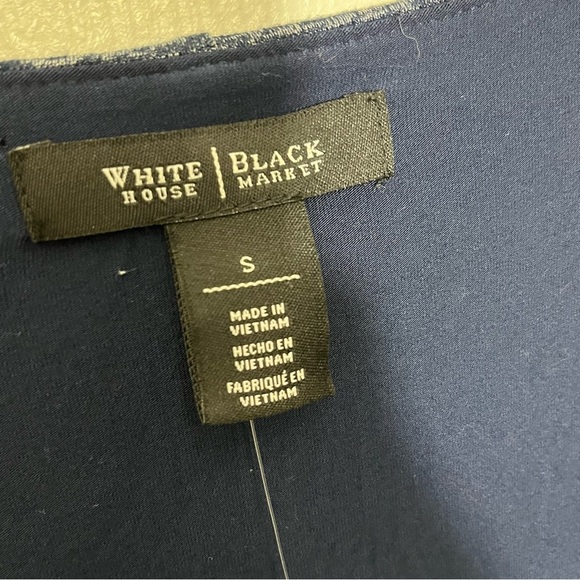 WHITE HOUSE | BLACK MARKET
S
MADE IN
VIETNAM
HECHO EN
VIETNAM
FABRIQUÉ EN
VIETNAM